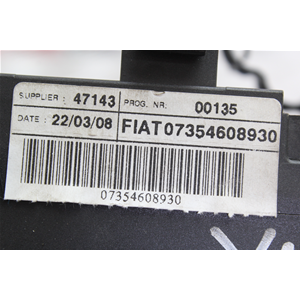 SUPPLIER : 47143 PROG. NR. 00135
DATE : 22/03/08 FIAT07354608930
07354608930